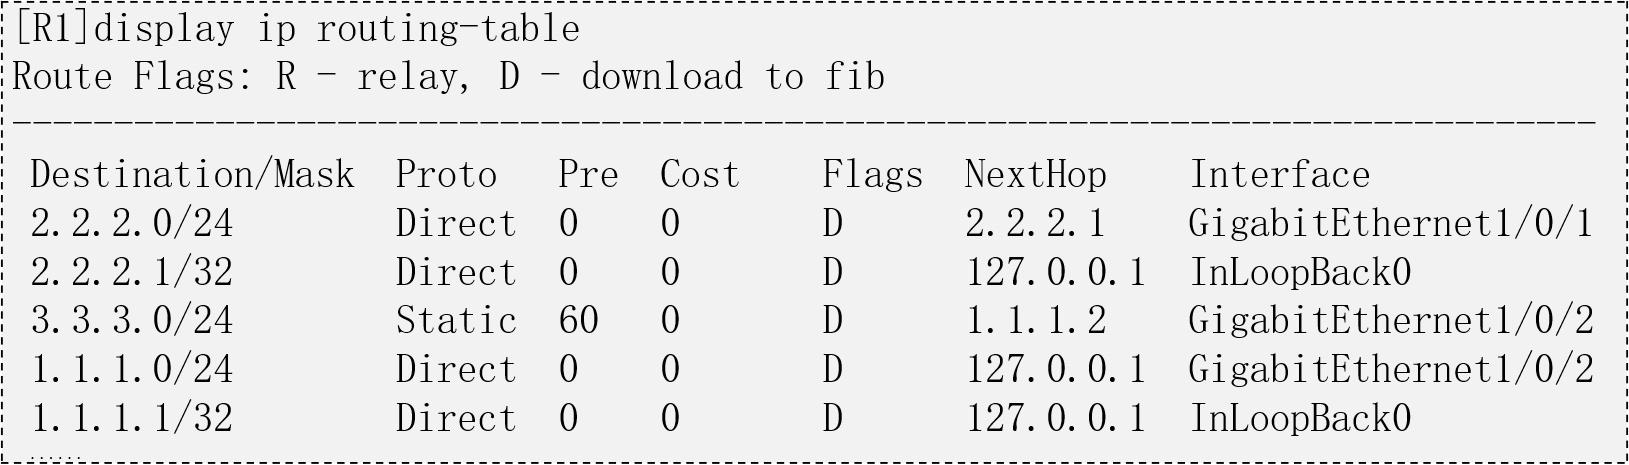 [R1]display ip routing-table
Route Flags: R - relay, D - download to fib
------------------------------------------------------------------------------
Destination/Mask  Proto  Pre  Cost  Flags  NextHop  Interface
2.2.2.0/24  Direct  0  0  D  2.2.2.1  GigabitEthernet1/0/1
2.2.2.1/32  Direct  0  0  D  127.0.0.1  InLoopBack0
3.3.3.0/24  Static  60  0  D  1.1.1.2  GigabitEthernet1/0/2
1.1.1.0/24  Direct  0  0  D  127.0.0.1  GigabitEthernet1/0/2
1.1.1.1/32  Direct  0  0  D  127.0.0.1  InLoopBack0
......